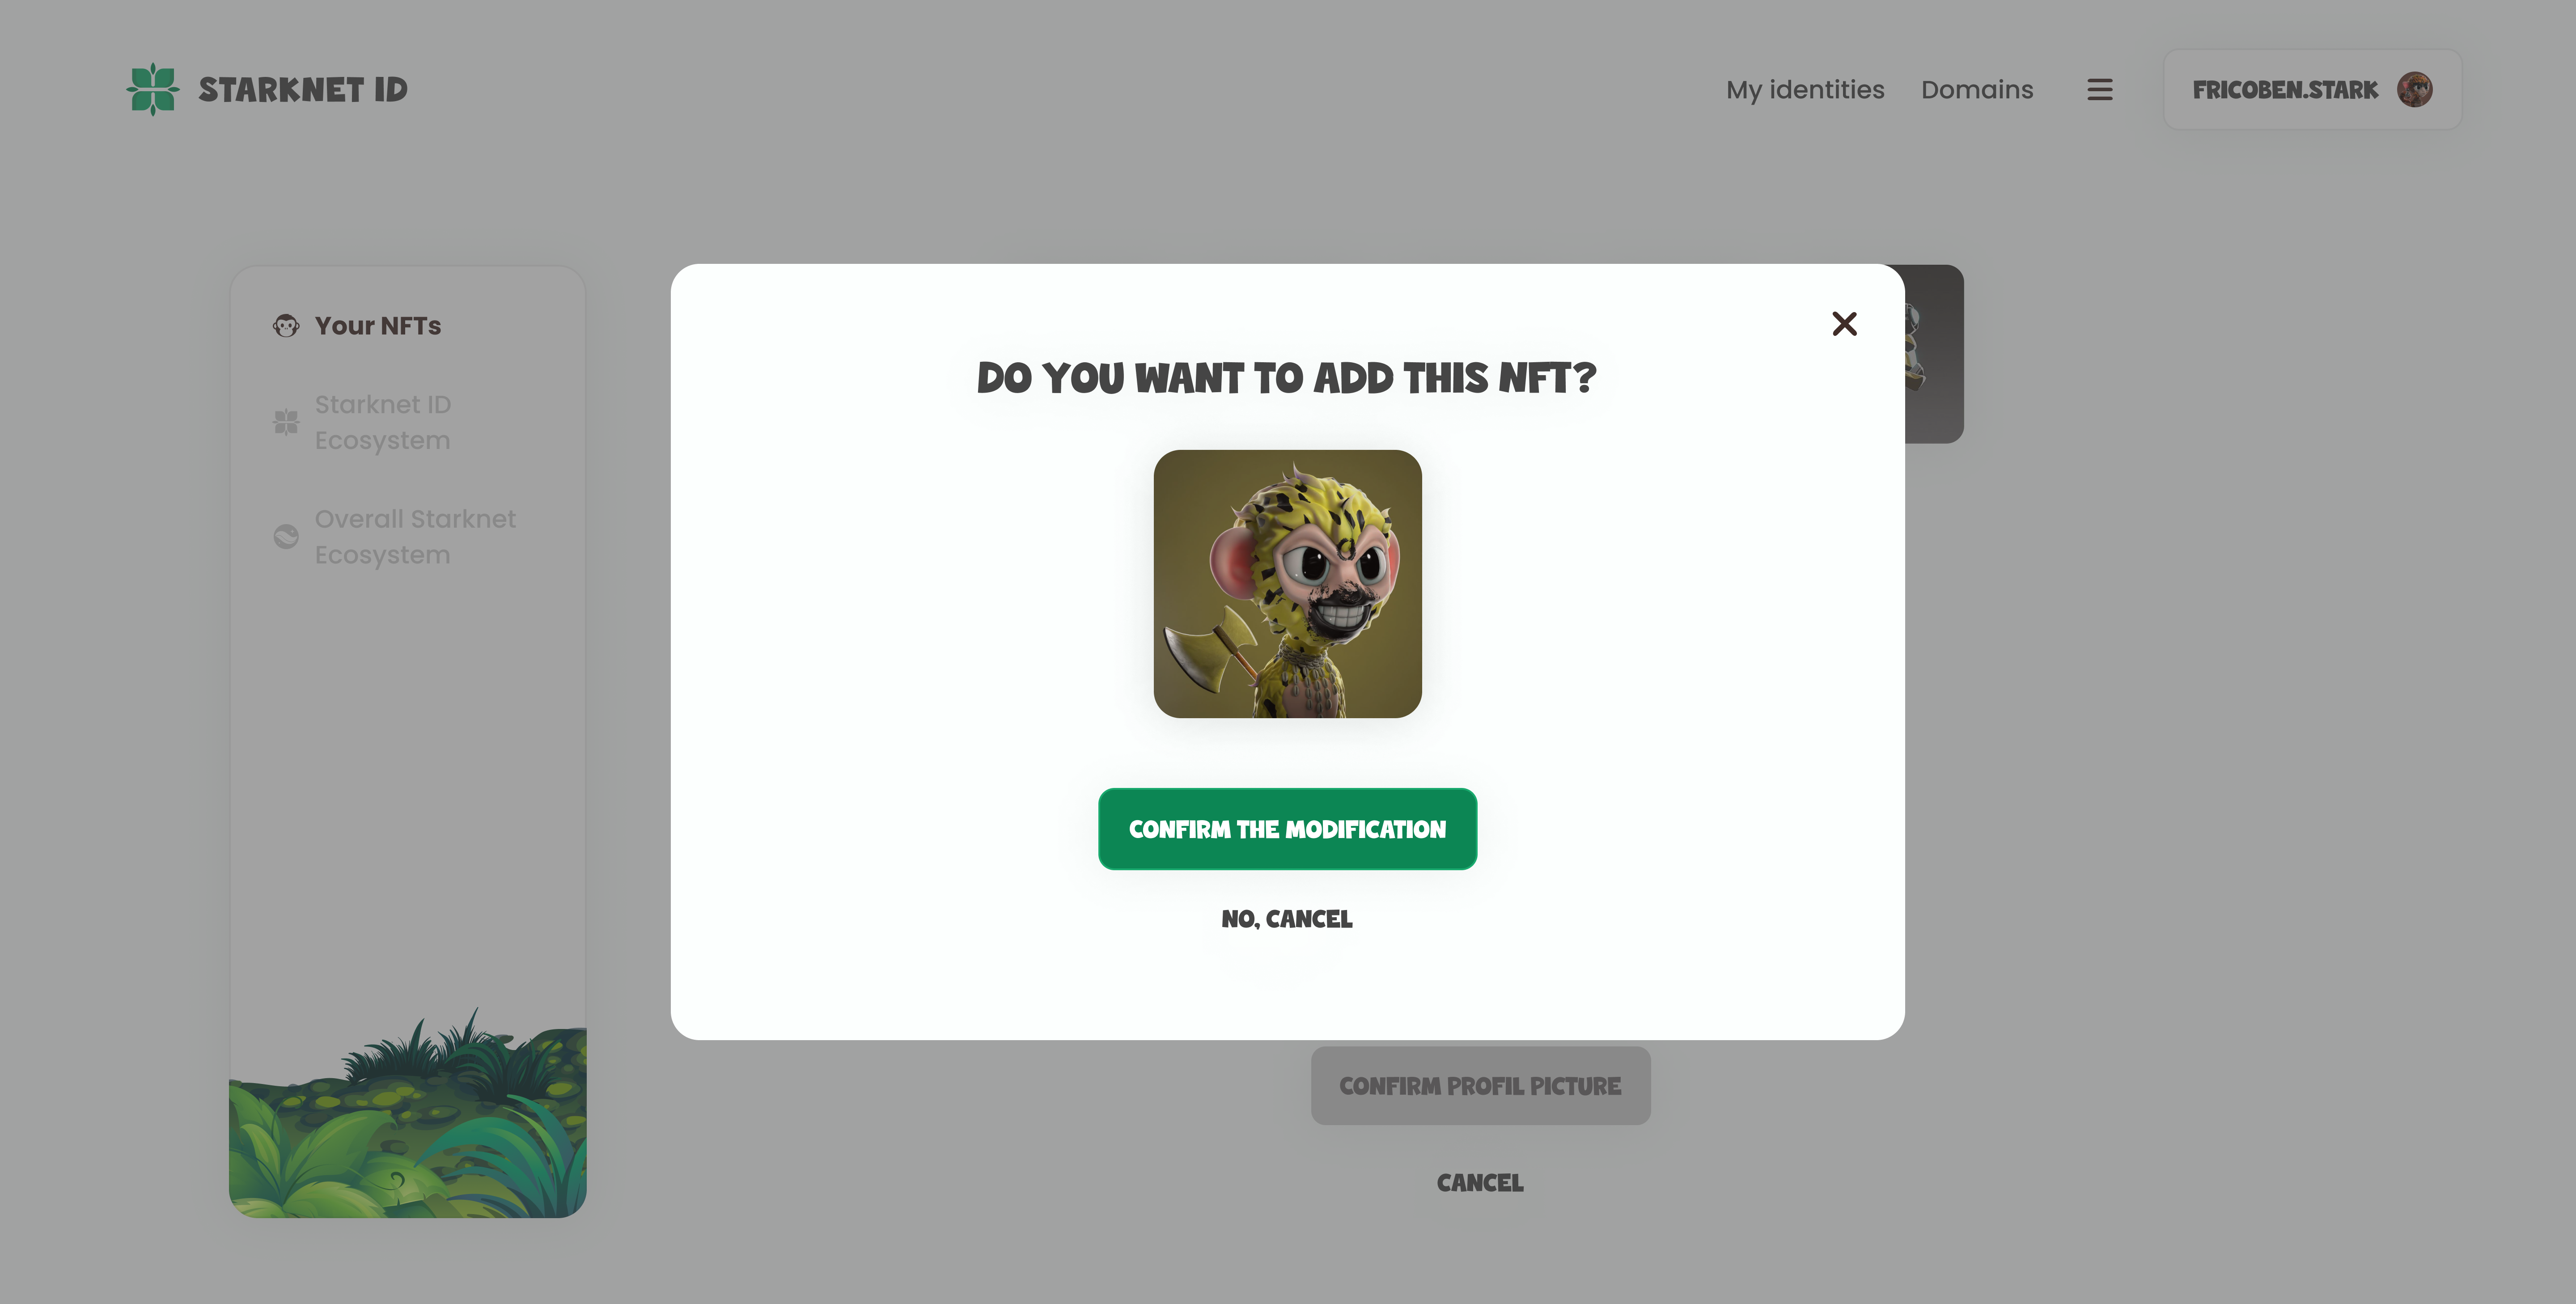 STARKNET ID
My identities
Domains
FRICOBEN.STARK
Your NFTs
Starknet ID
Ecosystem
Overall Starknet
Ecosystem
DO YOU WANT TO ADD THIS NFT?
CONFIRM THE MODIFICATION
NO, CANCEL
CONFIRM PROFIL PICTURE
CANCEL